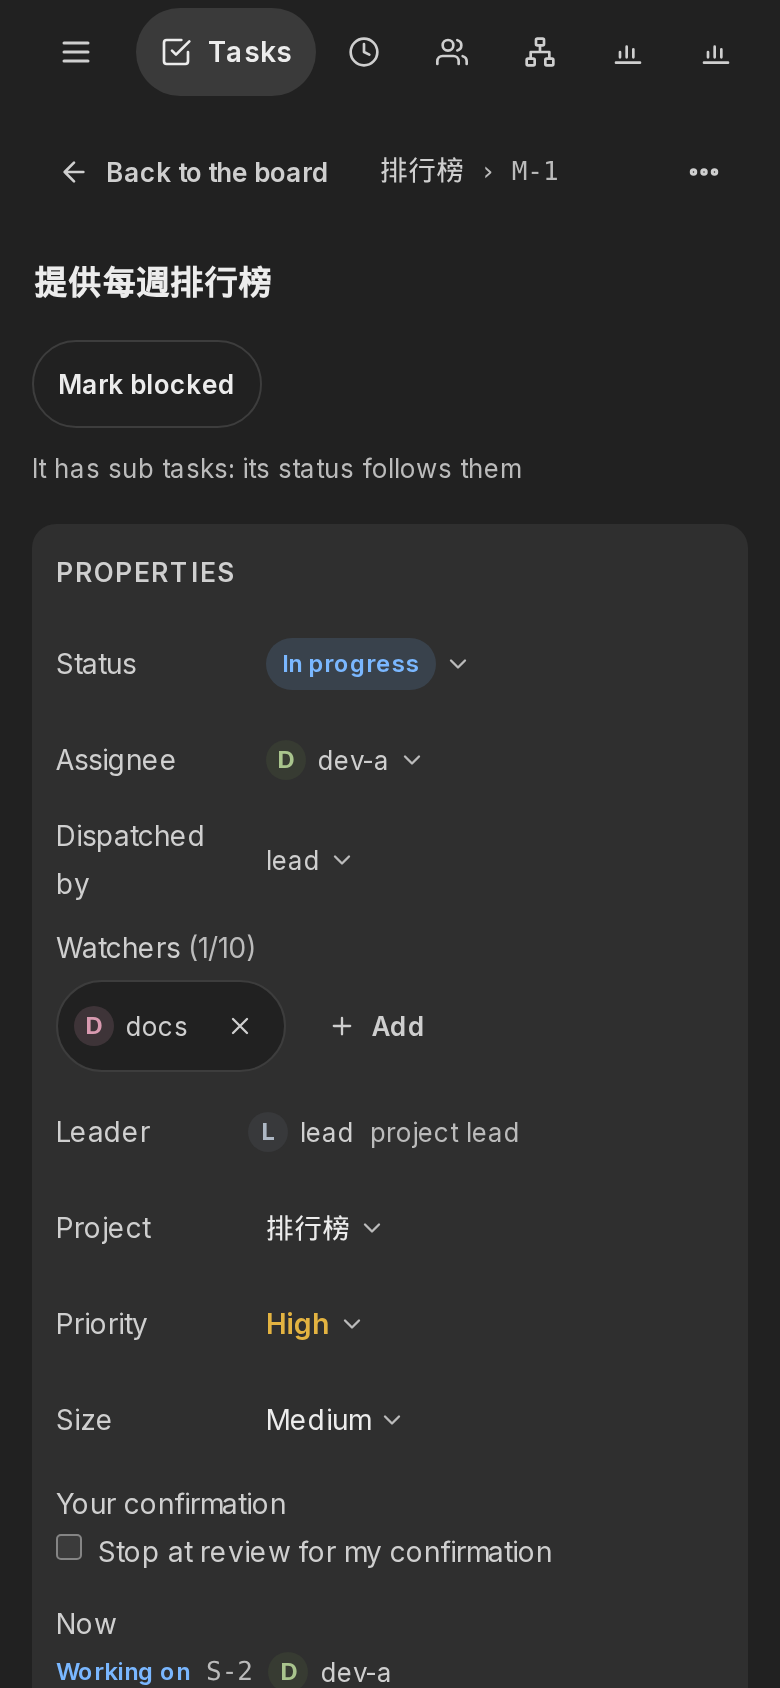 Tasks
Back to the board 排行榜 › M-1
提供每週排行榜
Mark blocked
It has sub tasks: its status follows them
PROPERTIES
Status In progress
Assignee D dev-a
Dispatched by lead
Watchers (1/10)
D docs × + Add
Leader L lead project lead
Project 排行榜
Priority High
Size Medium
Your confirmation
Stop at review for my confirmation
Now
Working on S-2 D dev-a